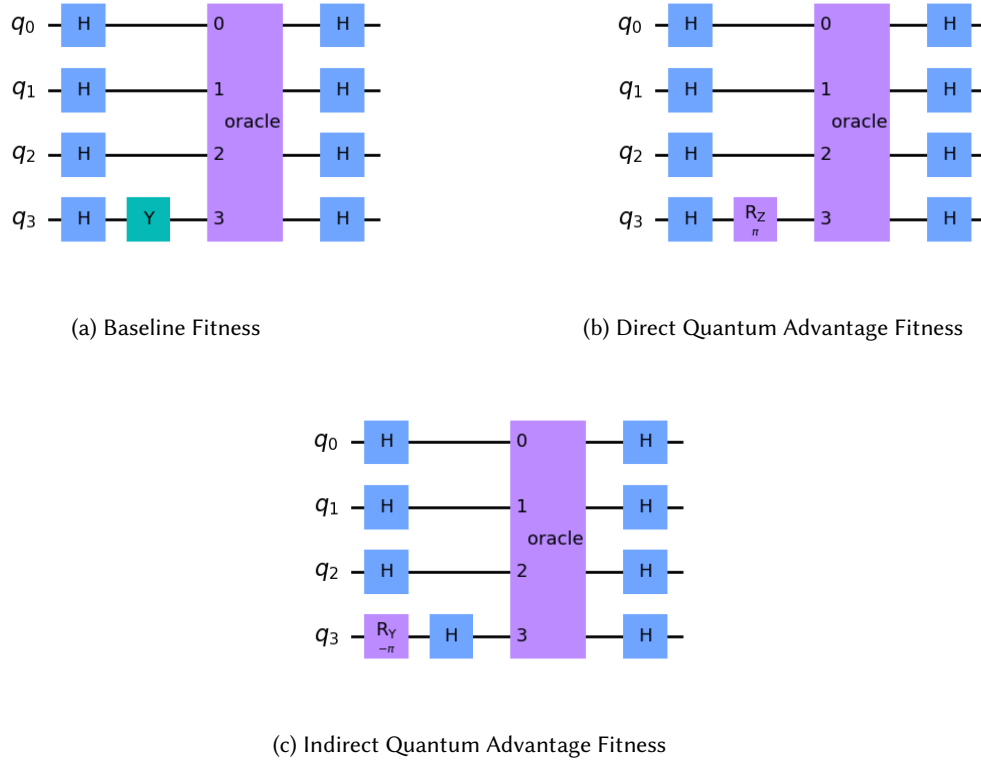 q0 H 0 H
q1 H 1 H
oracle
q2 H 2 H
q3 H Y 3 H
(a) Baseline Fitness
q0 H 0 H
q1 H 1 H
oracle
q2 H 2 H
q3 H RZ π 3 H
(b) Direct Quantum Advantage Fitness
q0 H 0 H
q1 H 1 H
oracle
q2 H 2 H
q3 RY −π H 3 H
(c) Indirect Quantum Advantage Fitness